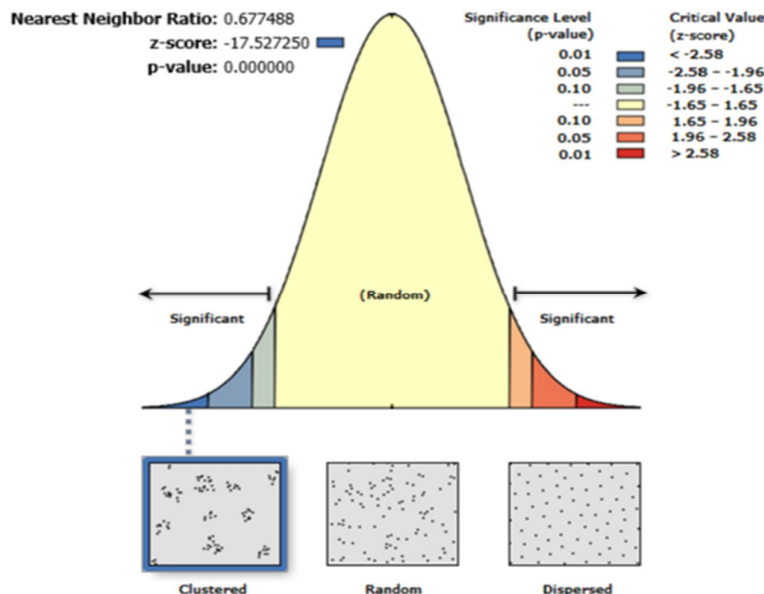 Nearest Neighbor Ratio: 0.677488
z-score: -17.527250
p-value: 0.000000
Significance Level
(p-value)
Critical Value
(z-score)
0.01 < -2.58
0.05 -2.58 – -1.96
0.10 -1.96 – -1.65
--- -1.65 – 1.65
0.10 1.65 – 1.96
0.05 1.96 – 2.58
0.01 > 2.58
(Random)
Significant
Significant
Clustered
Random
Dispersed